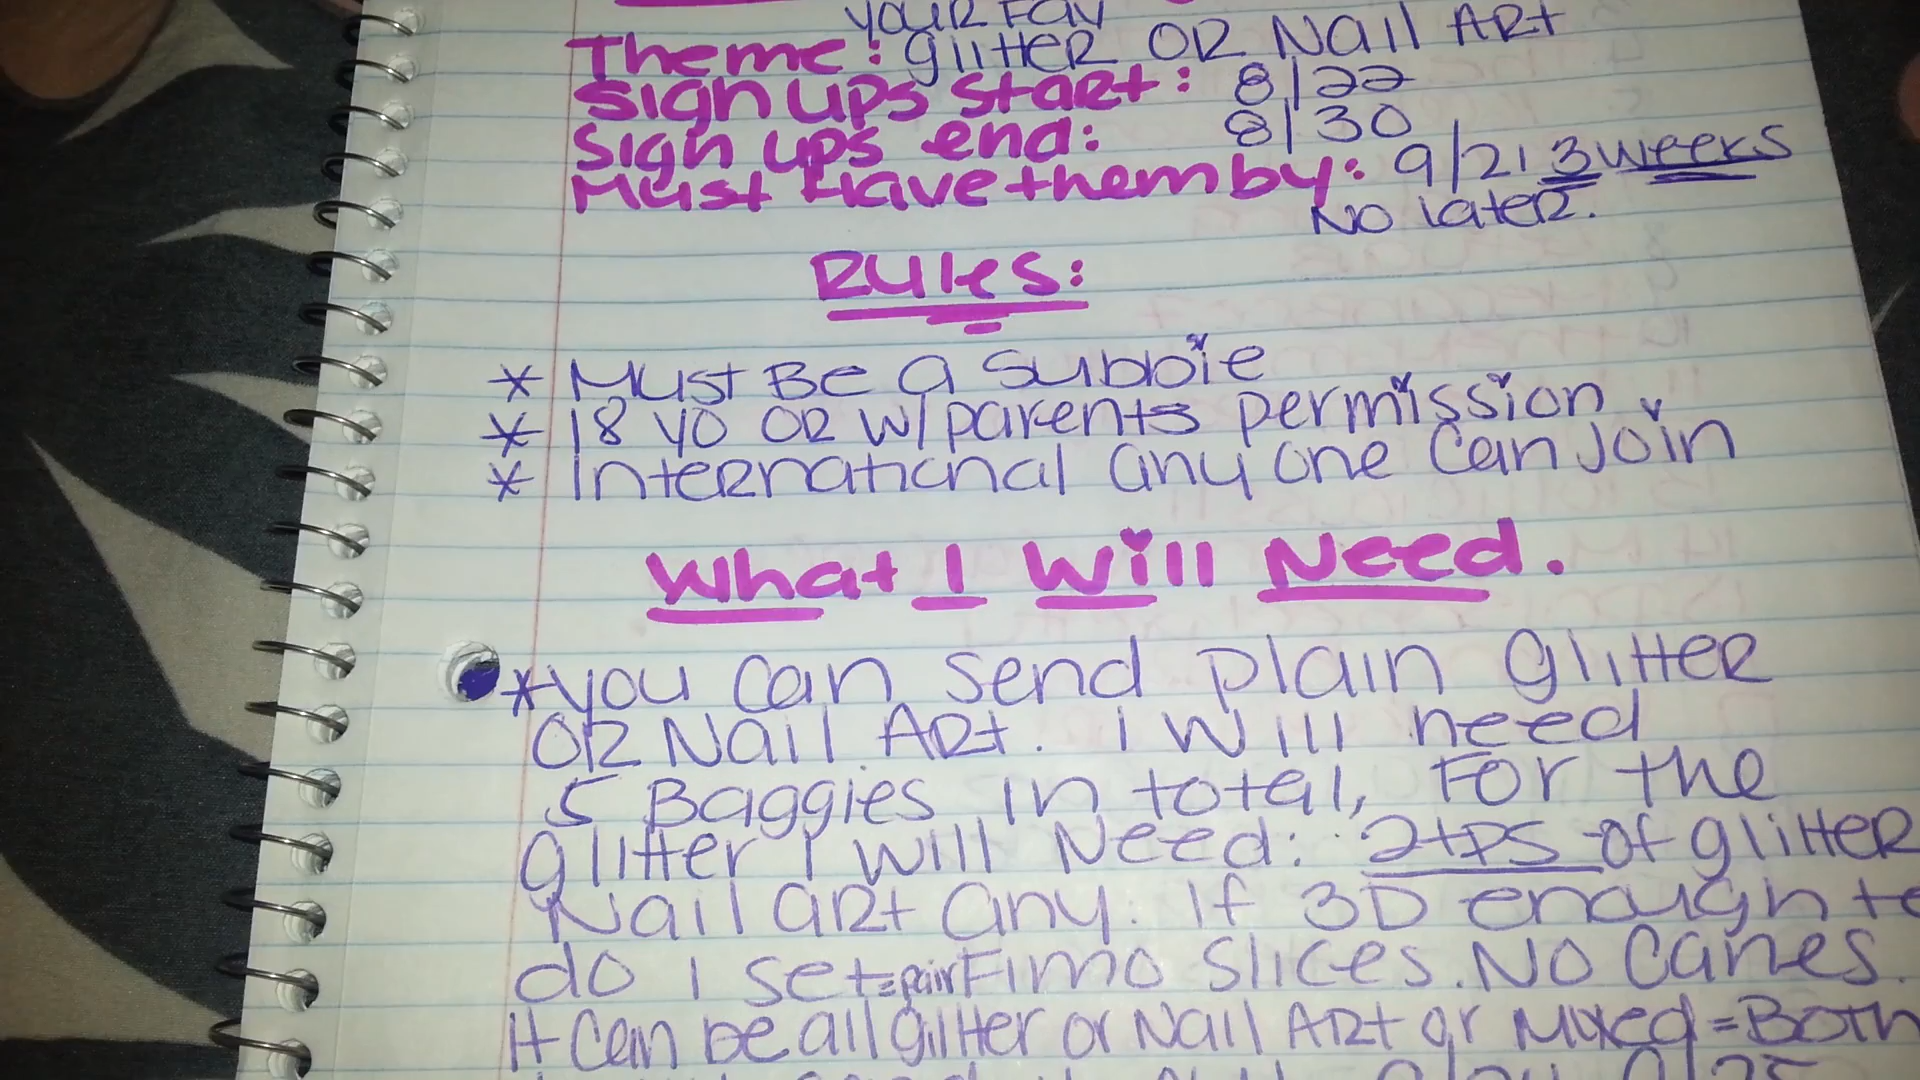 your Fav
Theme: glitter OR Nail ART
Sign ups start: 8/22
Sign ups end: 8/30
Must Have them by: 9/21 3 weeks
No later.
Rules:
* Must Be a Subbie
* 18 yo OR w/parents permission
* International any one can join
What I Will Need.
* you can send plain glitter
OR Nail Art. I will need
5 Baggies in total, For the
glitter I will Need: 2tps of glitter
Nail art any. If 3D enough to
do 1 set=pair Fimo slices. No Canes.
It can be all glitter or Nail Art or Mixed=Both